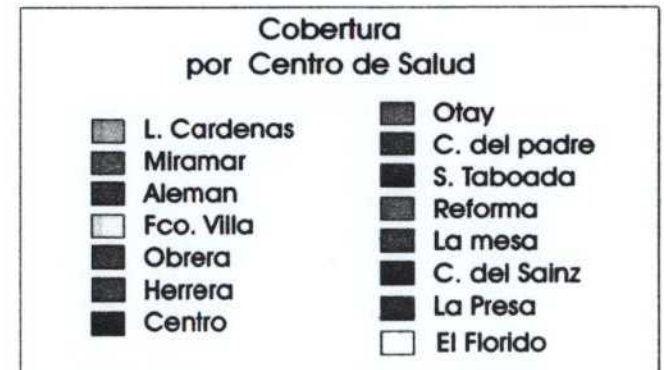 Cobertura
por Centro de Salud
L. Cardenas
Miramar
Aleman
Fco. Villa
Obrera
Herrera
Centro
Otay
C. del padre
S. Taboada
Reforma
La mesa
C. del Sainz
La Presa
El Florido